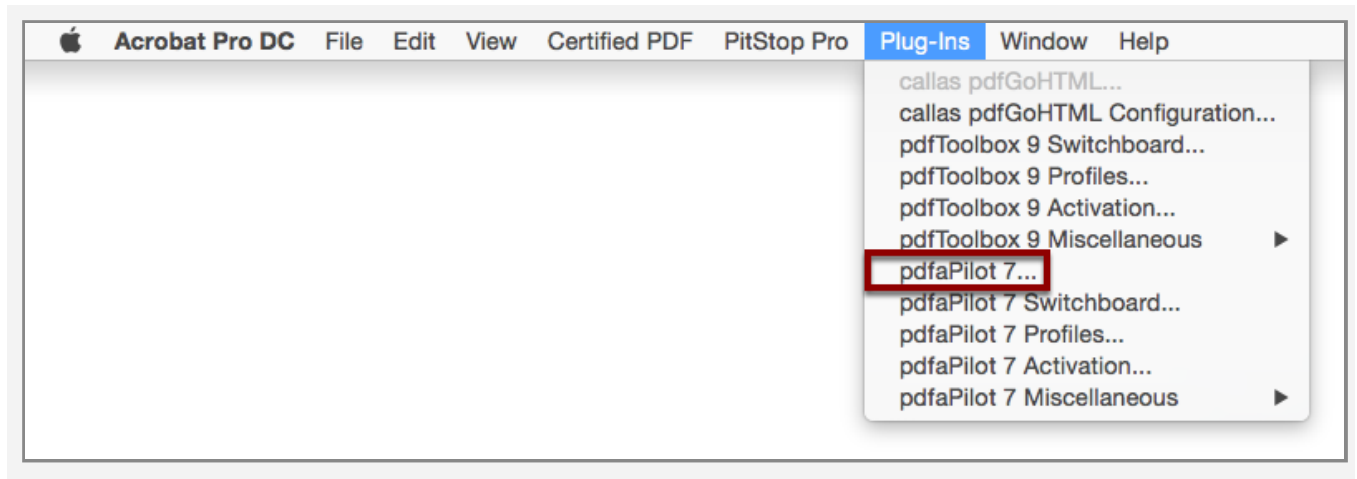 Acrobat Pro DC File Edit View Certified PDF PitStop Pro Plug-Ins Window Help
callas pdfGoHTML...
callas pdfGoHTML Configuration...
pdfToolbox 9 Switchboard...
pdfToolbox 9 Profiles...
pdfToolbox 9 Activation...
pdfToolbox 9 Miscellaneous
pdfaPilot 7...
pdfaPilot 7 Switchboard...
pdfaPilot 7 Profiles...
pdfaPilot 7 Activation...
pdfaPilot 7 Miscellaneous